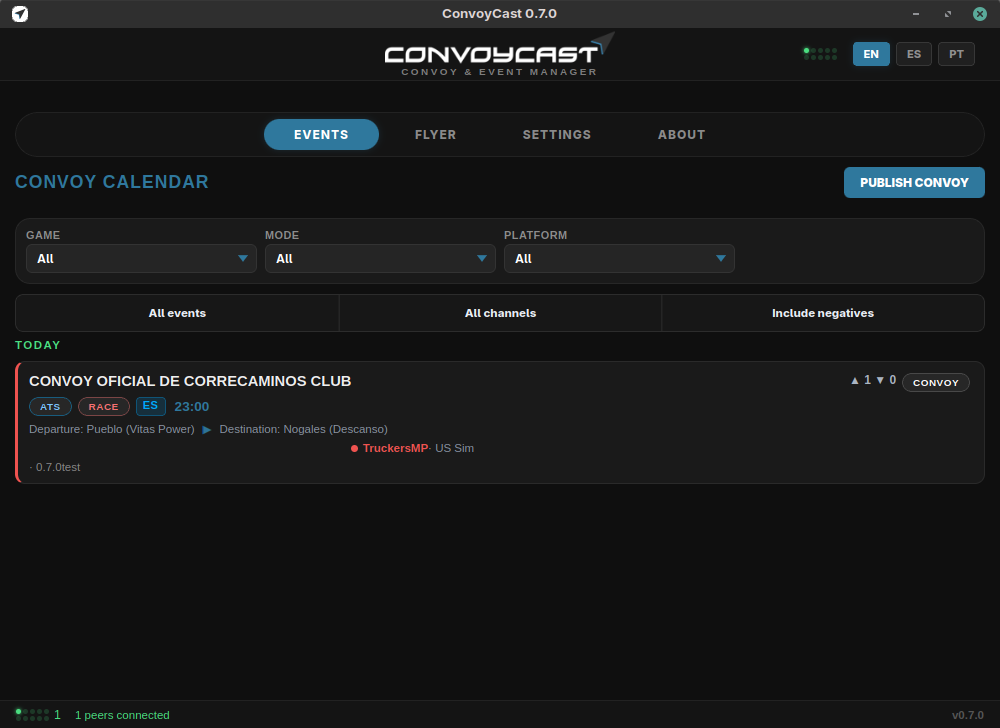 ConvoyCast 0.7.0
CONVOYCAST
CONVOY & EVENT MANAGER
EN ES PT
EVENTS FLYER SETTINGS ABOUT
CONVOY CALENDAR
PUBLISH CONVOY
GAME MODE PLATFORM
All All All
All events All channels Include negatives
TODAY
CONVOY OFICIAL DE CORRECAMINOS CLUB
▲ 1 ▼ 0 CONVOY
ATS RACE ES 23:00
Departure: Pueblo (Vitas Power) ▶ Destination: Nogales (Descanso)
● TruckersMP· US Sim
· 0.7.0test
1 1 peers connected
v0.7.0